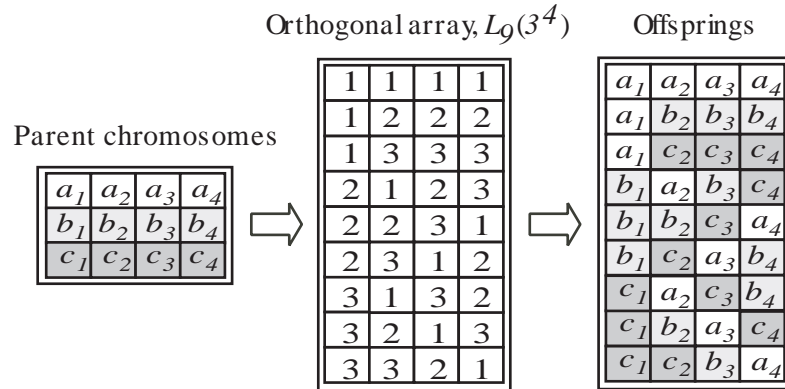 Orthogonal array, L9(3^4)
Offsprings
Parent chromosomes
a1 a2 a3 a4
b1 b2 b3 b4
c1 c2 c3 c4
1 1 1 1
1 2 2 2
1 3 3 3
2 1 2 3
2 2 3 1
2 3 1 2
3 1 3 2
3 2 1 3
3 3 2 1
a1 a2 a3 a4
a1 b2 b3 b4
a1 c2 c3 c4
b1 a2 b3 c4
b1 b2 c3 a4
b1 c2 a3 b4
c1 a2 c3 b4
c1 b2 a3 c4
c1 c2 b3 a4